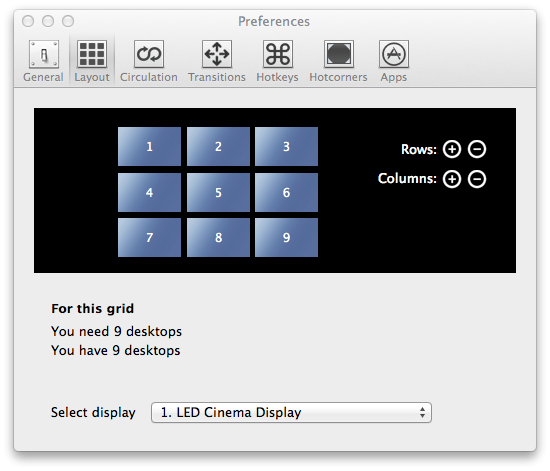 Preferences
General Layout Circulation Transitions Hotkeys Hotcorners Apps
1 2 3
Rows:
4 5 6
Columns:
7 8 9
For this grid
You need 9 desktops
You have 9 desktops
Select display 1. LED Cinema Display